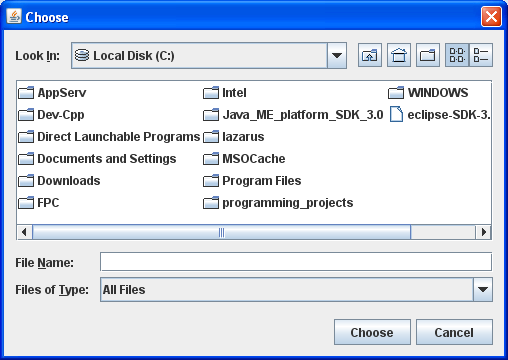 Choose
Look In: Local Disk (C:)
AppServ
Dev-Cpp
Direct Launchable Programs
Documents and Settings
Downloads
FPC
Intel
Java_ME_platform_SDK_3.0
lazarus
MSOCache
Program Files
programming_projects
WINDOWS
eclipse-SDK-3.
File Name:
Files of Type: All Files
Choose Cancel